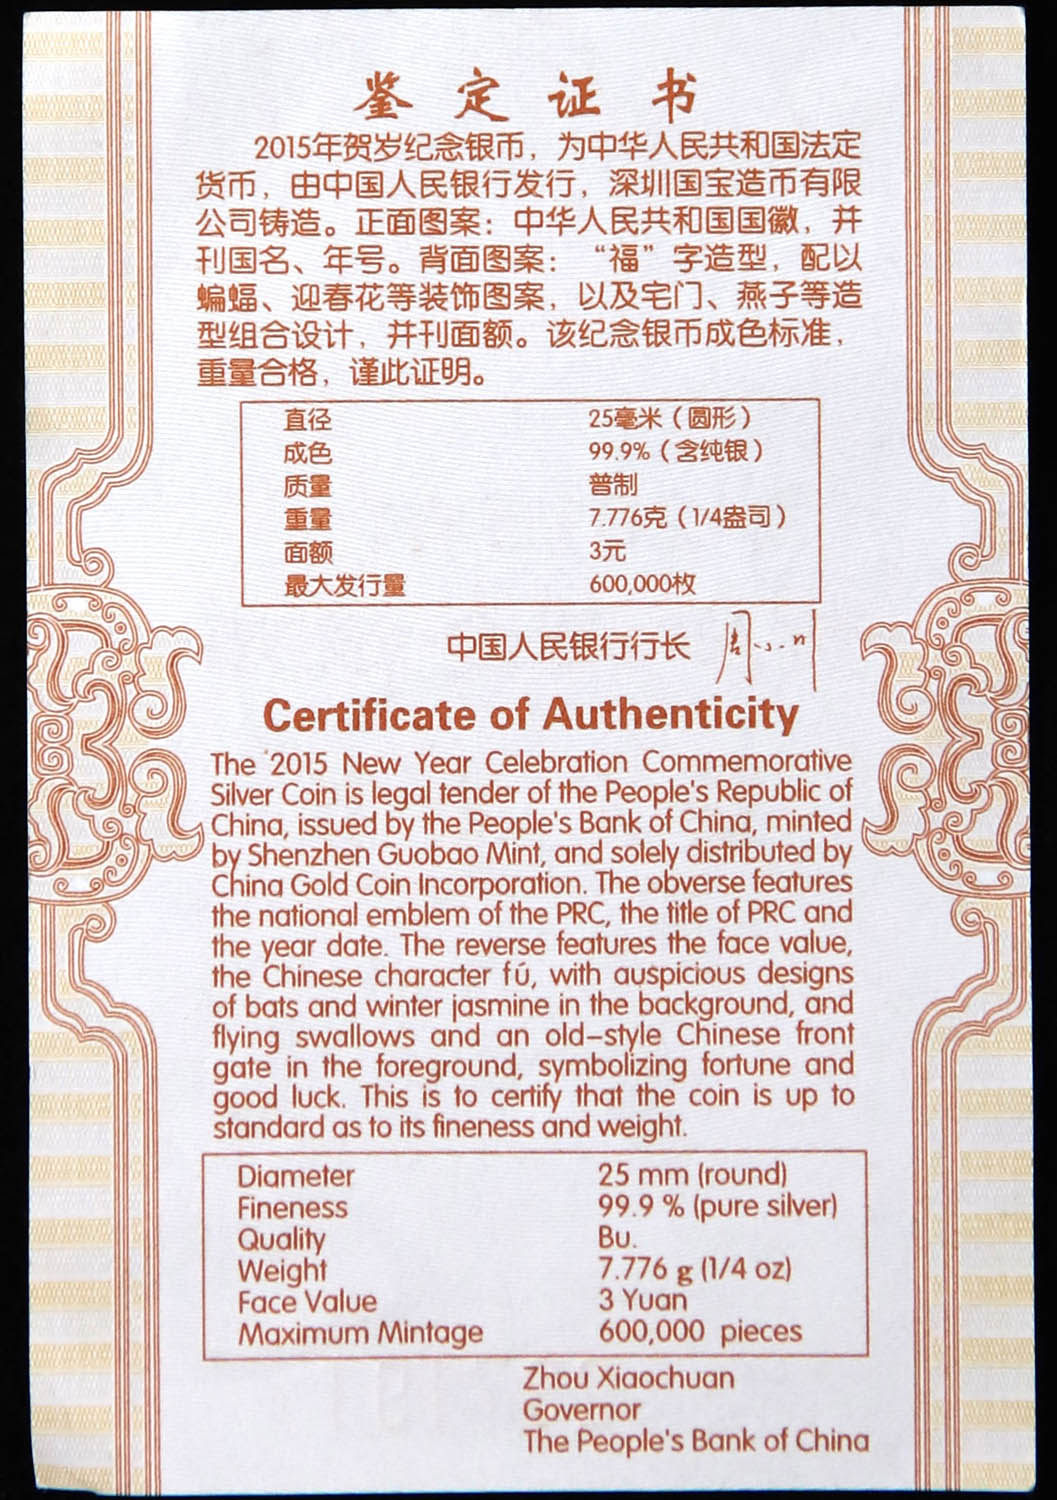 鉴定证书
2015年贺岁纪念银币，为中华人民共和国法定
货币，由中国人民银行发行，深圳国宝造币有限
公司铸造。正面图案：中华人民共和国国徽，并
刊国名、年号。背面图案：“福”字造型，配以
蝙蝠、迎春花等装饰图案，以及宅门、燕子等造
型组合设计，并刊面额。该纪念银币成色标准，
重量合格，谨此证明。
直径 25毫米（圆形）
成色 99.9%（含纯银）
质量 普制
重量 7.776克（1/4盎司）
面额 3元
最大发行量 600,000枚
中国人民银行行长 周小川
Certificate of Authenticity
The 2015 New Year Celebration Commemorative
Silver Coin is legal tender of the People's Republic of
China, issued by the People's Bank of China, minted
by Shenzhen Guobao Mint, and solely distributed by
China Gold Coin Incorporation. The obverse features
the national emblem of the PRC, the title of PRC and
the year date. The reverse features the face value,
the Chinese character fú, with auspicious designs
of bats and winter jasmine in the background, and
flying swallows and an old-style Chinese front
gate in the foreground, symbolizing fortune and
good luck. This is to certify that the coin is up to
standard as to its fineness and weight.
Diameter 25 mm (round)
Fineness 99.9 % (pure silver)
Quality Bu.
Weight 7.776 g (1/4 oz)
Face Value 3 Yuan
Maximum Mintage 600,000 pieces
Zhou Xiaochuan
Governor
The People's Bank of China